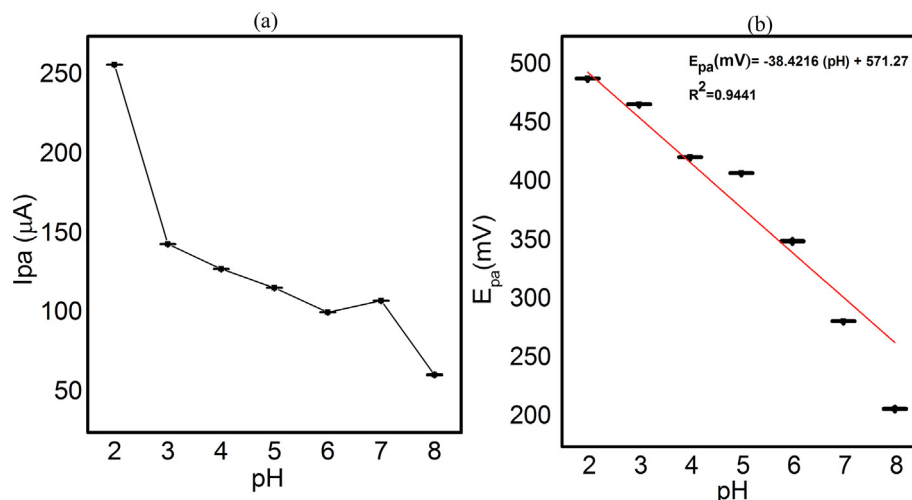 (a)
250
200
150
100
50
Ipa (μA)
2 3 4 5 6 7 8
pH
(b)
E_pa(mV)= -38.4216 (pH) + 571.27
R²=0.9441
500
450
400
350
300
250
200
E_pa(mV)
2 3 4 5 6 7 8
pH